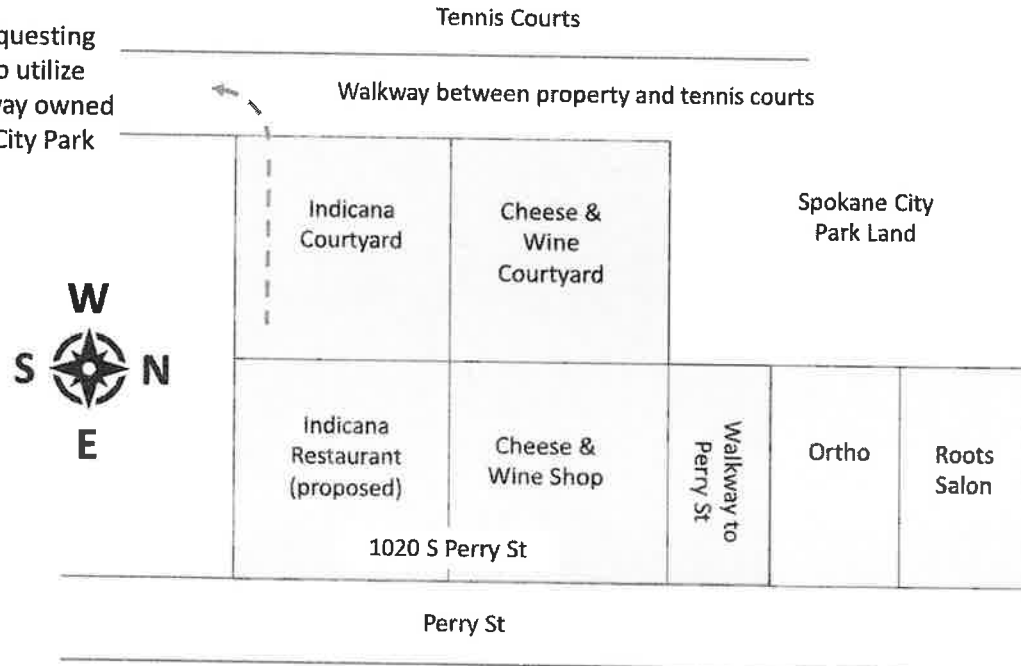 Tennis Courts
questing
o utilize
way owned
City Park
Walkway between property and tennis courts
Indicana
Courtyard
Cheese &
Wine
Courtyard
Spokane City
Park Land
W
S
N
E
Indicana
Restaurant
(proposed)
Cheese &
Wine Shop
Walkway to
Perry St
Ortho
Roots
Salon
1020 S Perry St
Perry St